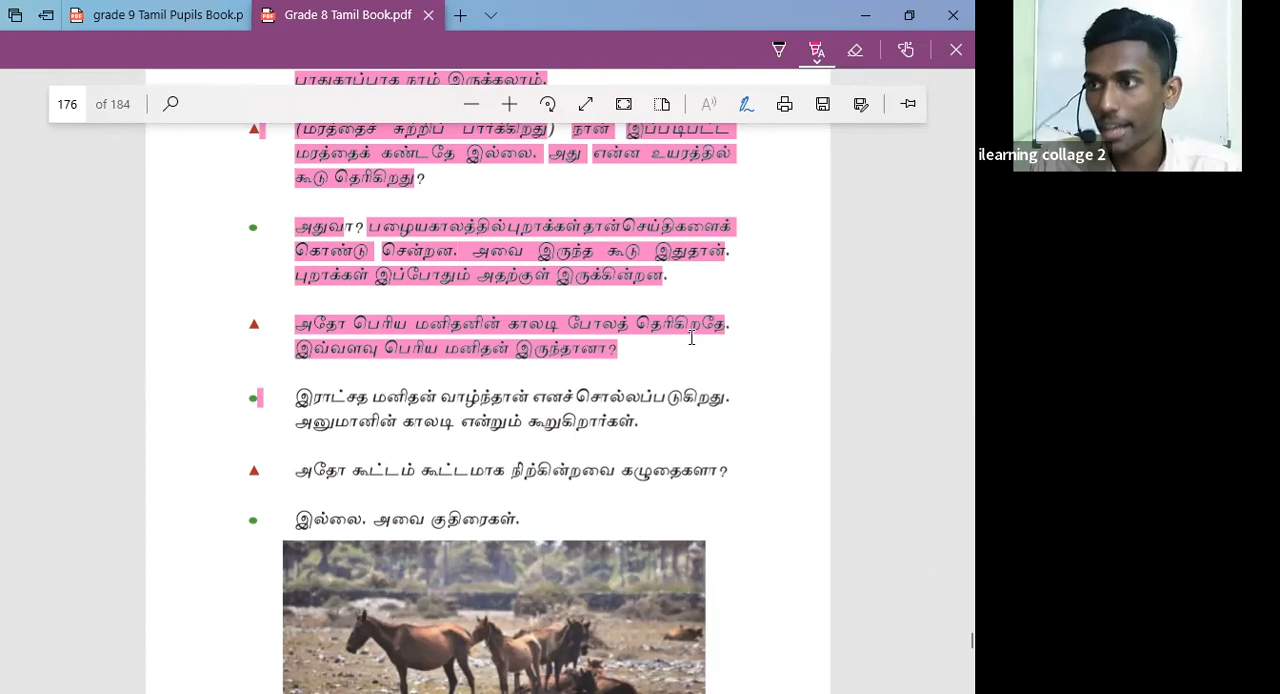 grade 9 Tamil Pupils Book.p
Grade 8 Tamil Book.pdf
பாதுகாப்பாக நாம் இருக்கலாம்.
176 of 184
(மரத்தைச் சுற்றிப் பார்க்கிறது) நான் இப்படிபட்ட
மரத்தைக் கண்டதே இல்லை. அது என்ன உயரத்தில்
கூடு தெரிகிறது?
அதுவா? பழையகாலத்தில்புறாக்கள்தான்செய்திகளைக்
கொண்டு சென்றன. அவை இருந்த கூடு இதுதான்.
புறாக்கள் இப்போதும் அதற்குள் இருக்கின்றன.
அதோ பெரிய மனிதனின் காலடி போலத் தெரிகிறதே.
இவ்வளவு பெரிய மனிதன் இருந்தானா?
இராட்சத மனிதன் வாழ்ந்தான் எனச்சொல்லப்படுகிறது.
அனுமானின் காலடி என்றும் கூறுகிறார்கள்.
அதோ கூட்டம் கூட்டமாக நிற்கின்றவை கழுதைகளா?
இல்லை. அவை குதிரைகள்.
ilearning collage 2